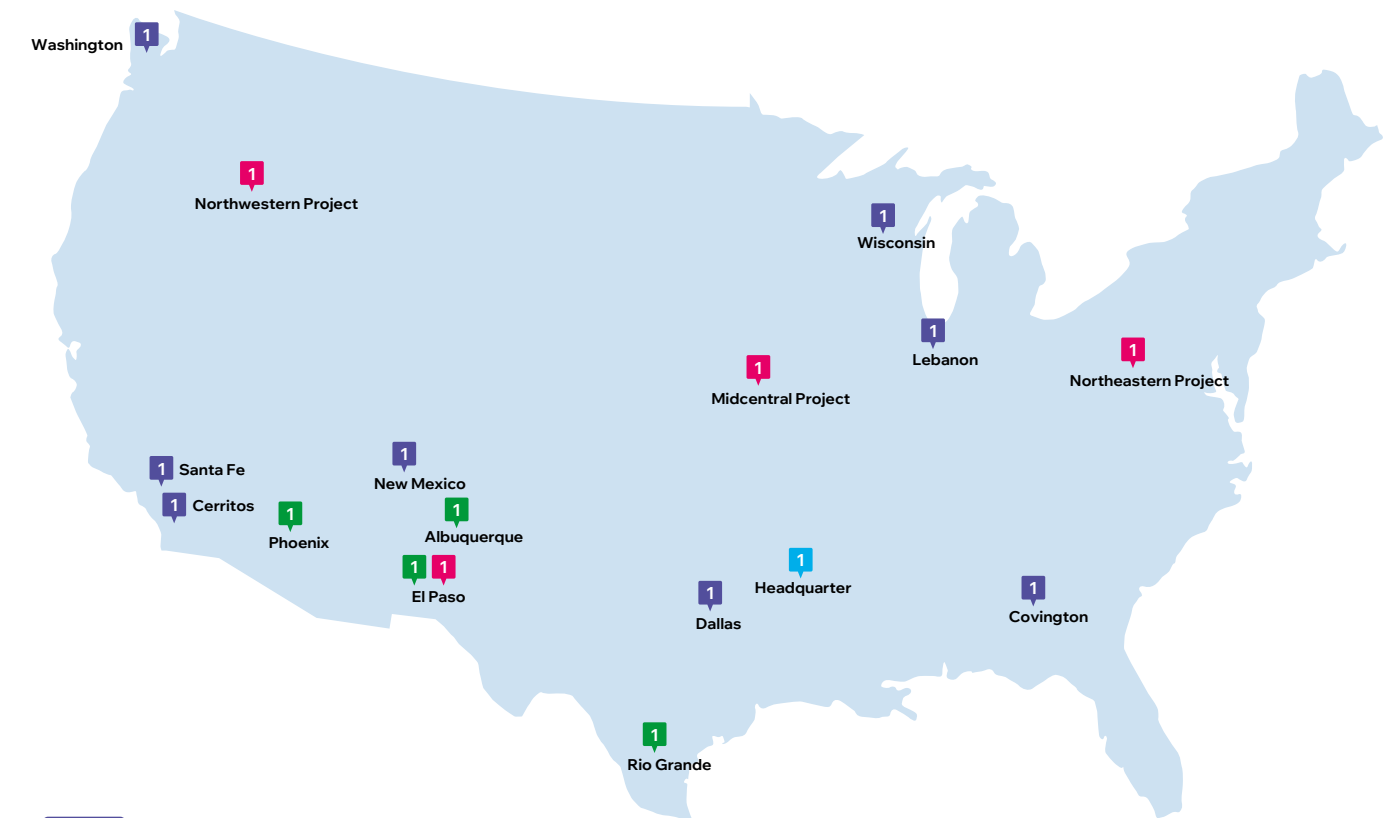 1
Washington
1
Northwestern Project
1
Wisconsin
1
Lebanon
1
Northeastern Project
1
Midcentral Project
1
New Mexico
1 Santa Fe
1 Cerritos
1
Phoenix
1
Albuquerque
1 1
El Paso
1
Headquarter
1
Dallas
1
Covington
1
Rio Grande